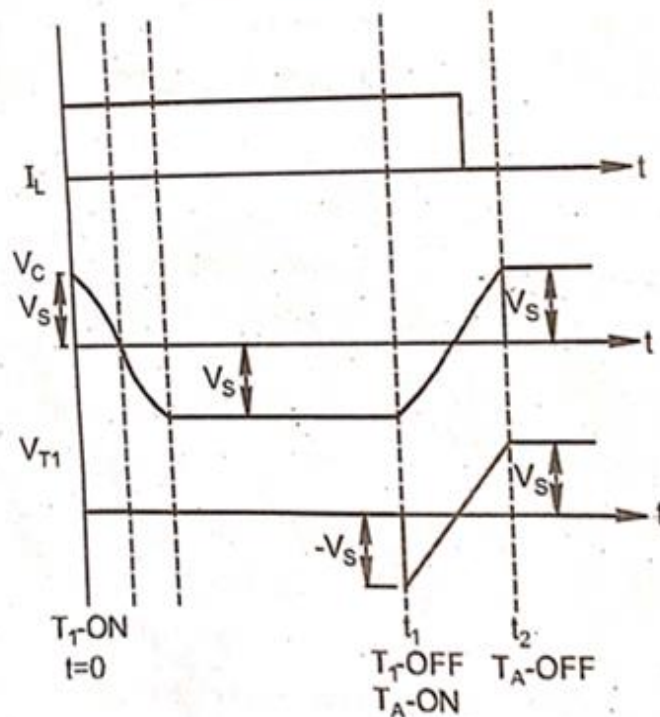 I_L
t
V_C
V_S
V_S
V_S
t
V_T1
V_S
-V_S
t
T_1-ON
t=0
t_1
T_1-OFF
T_A-ON
t_2
T_A-OFF